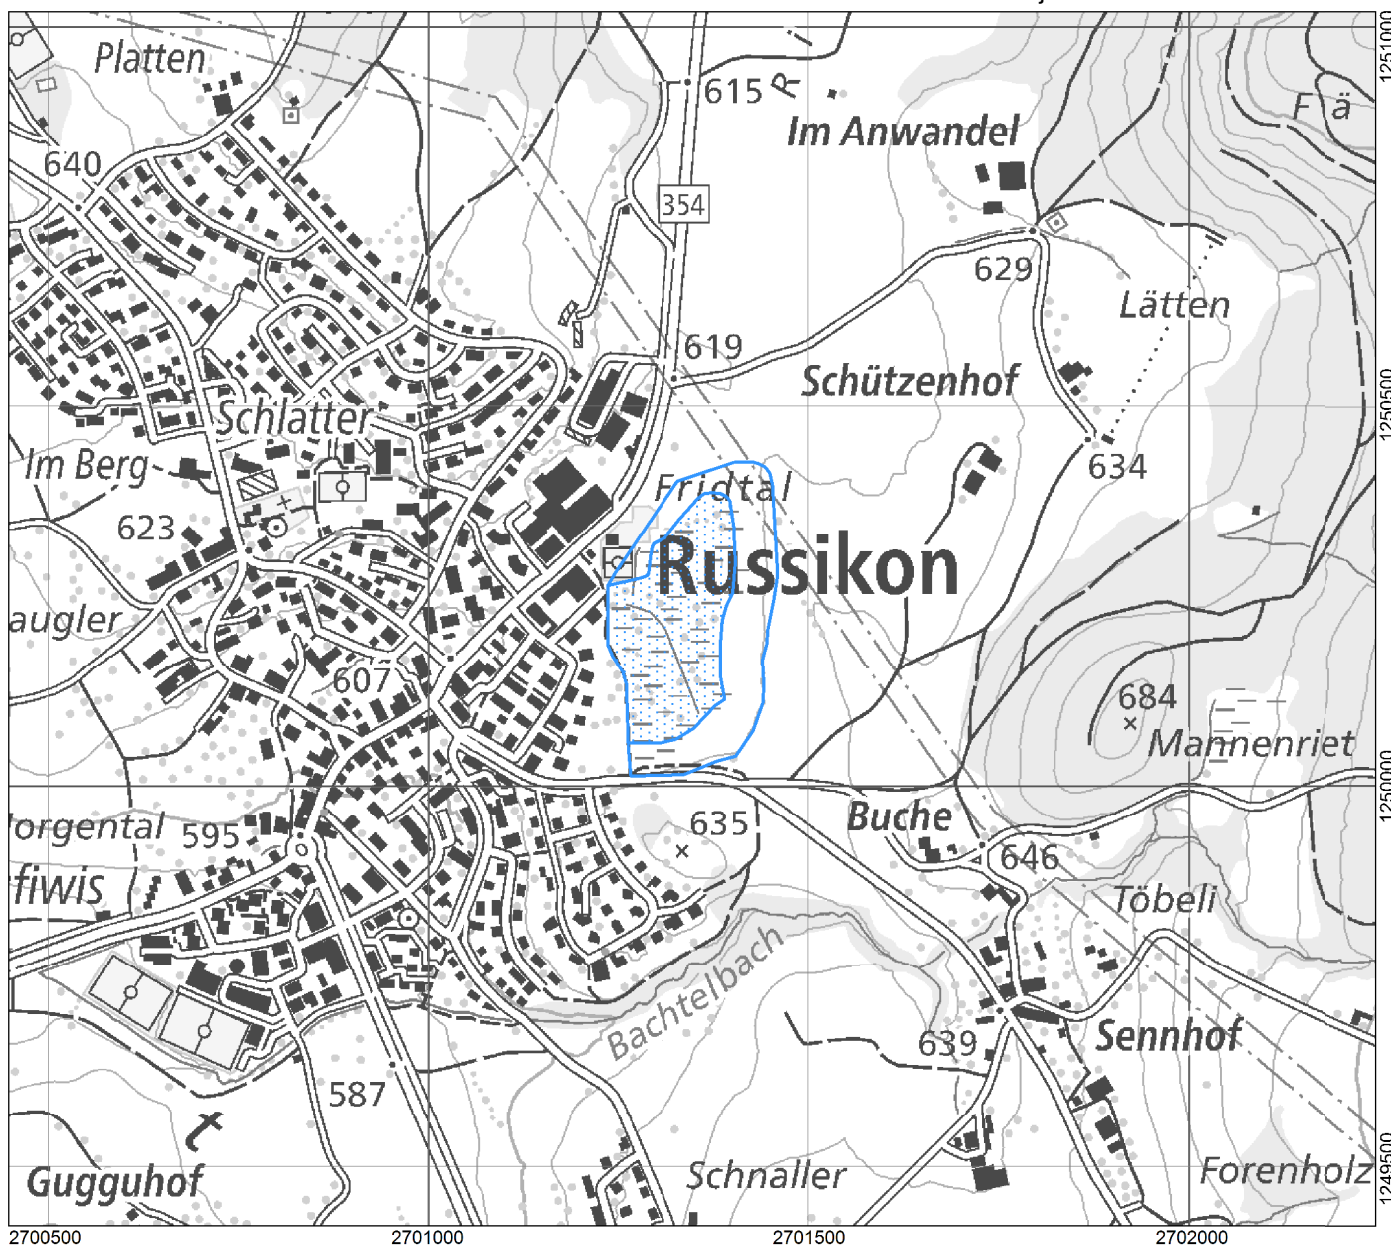 Platten
615
R
Im Anwandel
F ä
640
354
629
Lätten
619
Schützenhof
Schlatter
Im Berg
Fridtal
634
623
Russikon
augler
607
684
Mannenriet
Buche
orgental
595
635
646
fiwis
Töbeli
Bachtelbach
639
Sennhof
587
Gugguhof
Schnaller
Forenholz
1251000
1250500
1250000
1249500
2700500
2701000
2701500
2702000